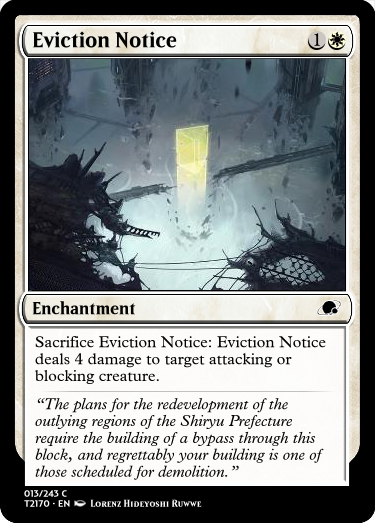 Eviction Notice 1
Enchantment
Sacrifice Eviction Notice: Eviction Notice
deals 4 damage to target attacking or
blocking creature.
“The plans for the redevelopment of the
outlying regions of the Shiryu Prefecture
require the building of a bypass through this
block, and regrettably your building is one of
those scheduled for demolition.”
013/243 C
T2170 • EN Lorenz Hideyoshi Ruwwe